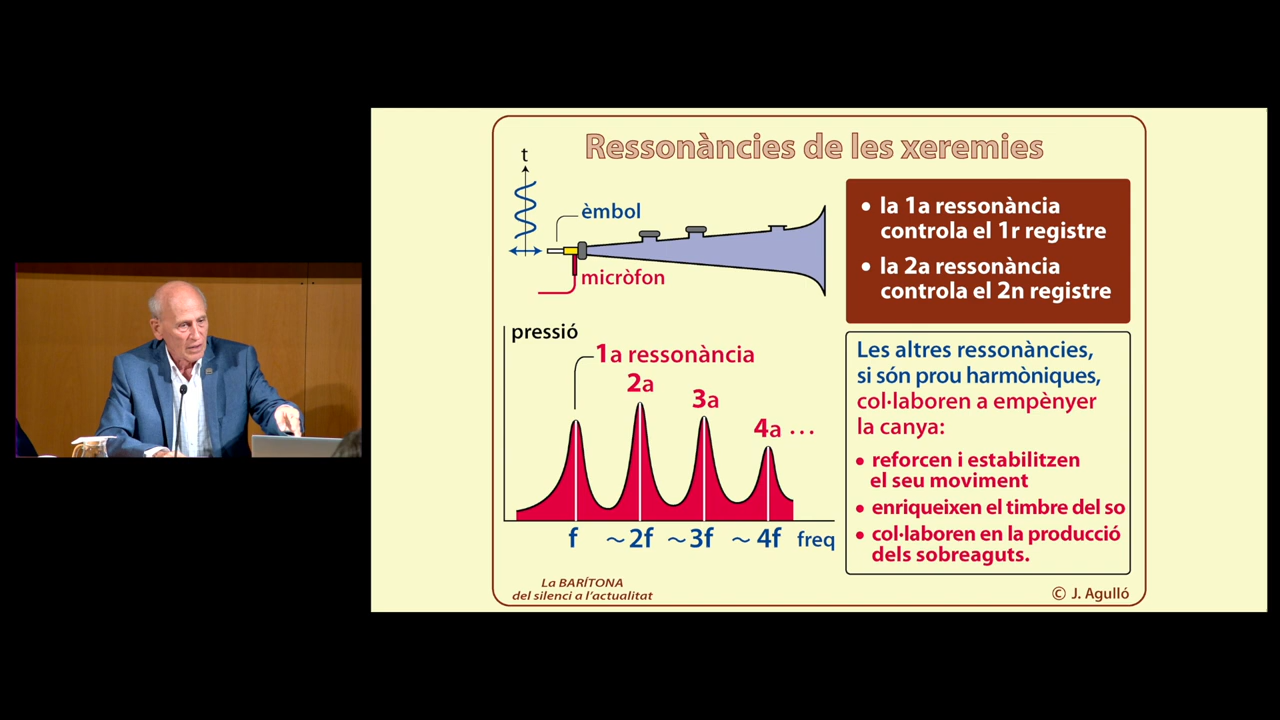 Ressonàncies de les xeremies
t
èmbol
micròfon
• la 1a ressonància
controla el 1r registre
• la 2a ressonància
controla el 2n registre
pressió
1a ressonància
2a
3a
4a ...
f ~2f ~3f ~4f freq
Les altres ressonàncies,
si són prou harmòniques,
col·laboren a empènyer
la canya:
• reforcen i estabilitzen
el seu moviment
• enriqueixen el timbre del so
• col·laboren en la producció
dels sobreaguts.
La BARÍTONA
del silenci a l'actualitat
© J. Agulló